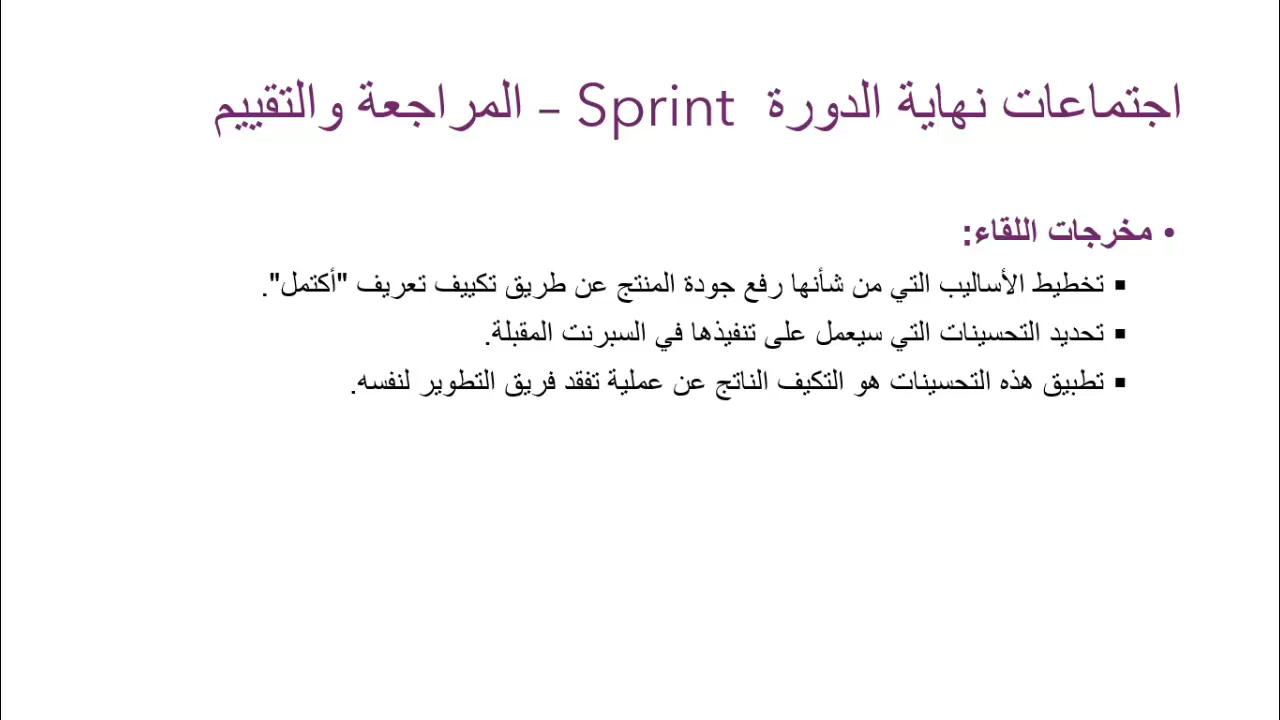 اجتماعات نهاية الدورة Sprint – المراجعة والتقييم
• مخرجات اللقاء:
▪ تخطيط الأساليب التي من شأنها رفع جودة المنتج عن طريق تكييف تعريف "أكتمل".
▪ تحديد التحسينات التي سيعمل على تنفيذها في السبرنت المقبلة.
▪ تطبيق هذه التحسينات هو التكيف الناتج عن عملية تفقد فريق التطوير لنفسه.